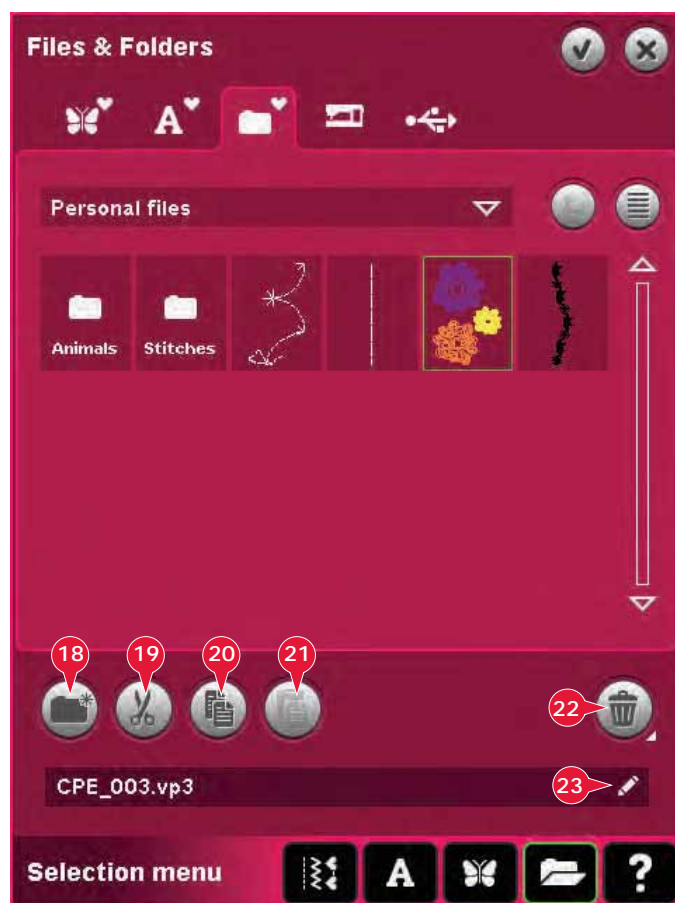 Files & Folders
A
Personal files
Animals Stitches
18 19 20 21
22
CPE_003.vp3 23
Selection menu A ?